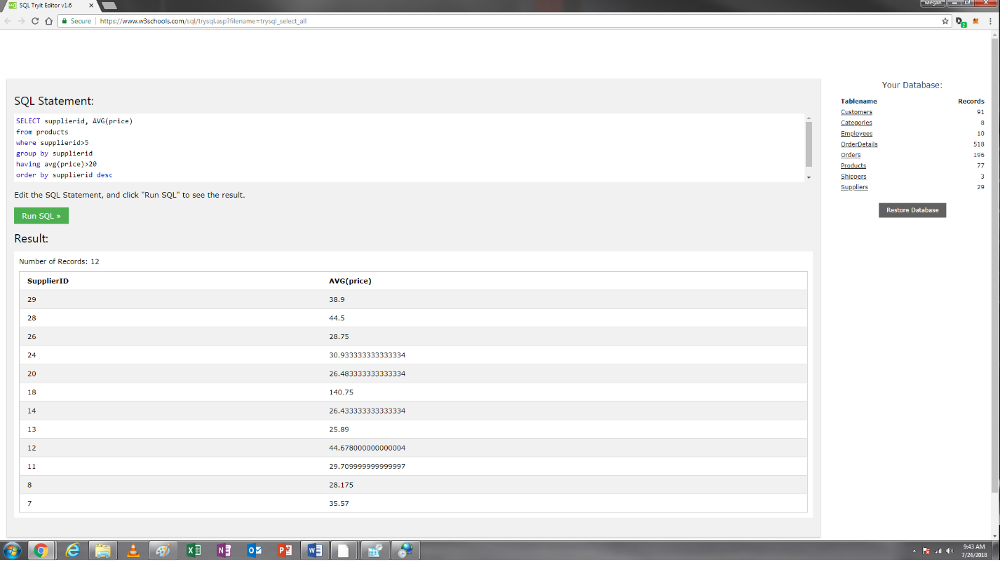 SQL Tryit Editor v1.6
Megan
Secure https://www.w3schools.com/sql/trysql.asp?filename=trysql_select_all
2
SQL Statement:
SELECT supplierid, AVG(price)
from products
where supplierid>5
group by supplierid
having avg(price)>20
order by supplierid desc
Edit the SQL Statement, and click "Run SQL" to see the result.
Run SQL »
Result:
Number of Records: 12
SupplierID AVG(price)
29 38.9
28 44.5
26 28.75
24 30.933333333333334
20 26.483333333333334
18 140.75
14 26.433333333333334
13 25.89
12 44.678000000000004
11 29.709999999999997
8 28.175
7 35.57
Your Database:
Tablename Records
Customers 91
Categories 8
Employees 10
OrderDetails 518
Orders 196
Products 77
Shippers 3
Suppliers 29
Restore Database
9:43 AM
7/24/2018